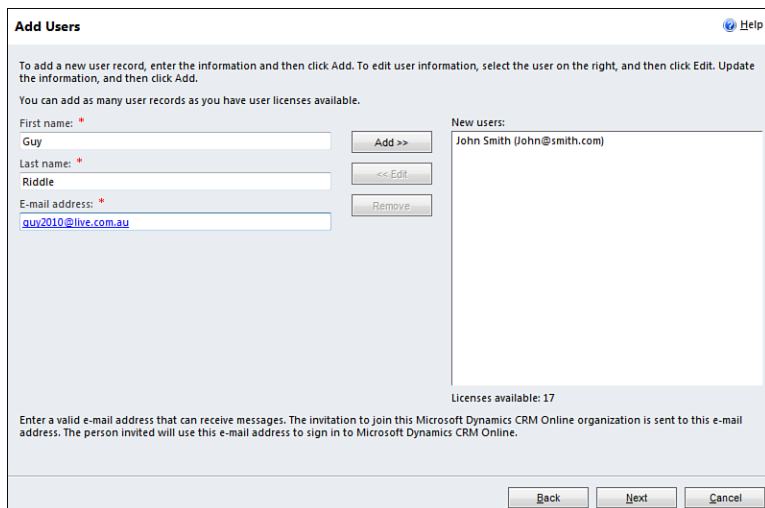 Add Users
Help
To add a new user record, enter the information and then click Add. To edit user information, select the user on the right, and then click Edit. Update
the information, and then click Add.
You can add as many user records as you have user licenses available.
First name: *
Guy
Last name: *
Riddle
E-mail address: *
guy2010@live.com.au
Add >>
<< Edit
Remove
New users:
John Smith (John@smith.com)
Licenses available: 17
Enter a valid e-mail address that can receive messages. The invitation to join this Microsoft Dynamics CRM Online organization is sent to this e-mail
address. The person invited will use this e-mail address to sign in to Microsoft Dynamics CRM Online.
Back
Next
Cancel